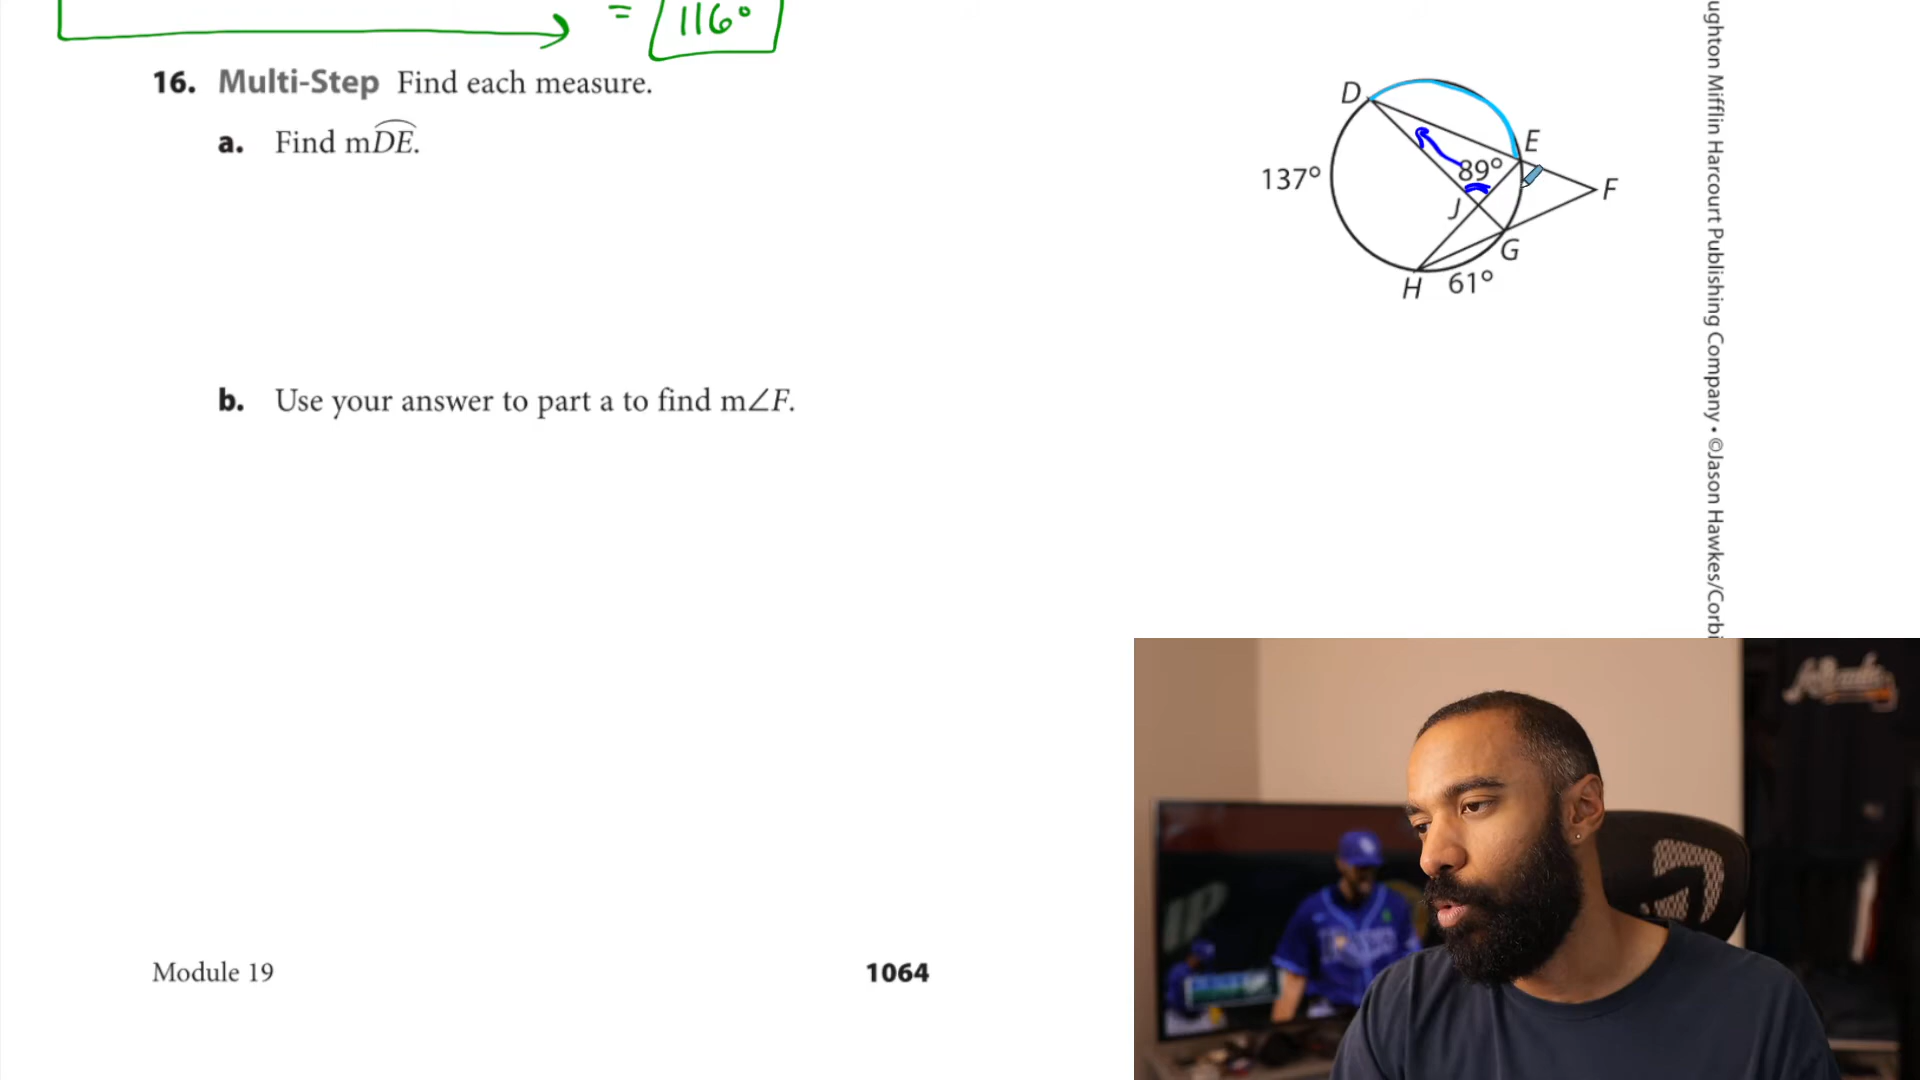 = 116°
16. Multi-Step Find each measure.
a. Find mDE.
D
E
89°
137°
F
J
G
H 61°
b. Use your answer to part a to find m∠F.
ughton Mifflin Harcourt Publishing Company • ©Jason Hawkes/Corbi
Module 19
1064